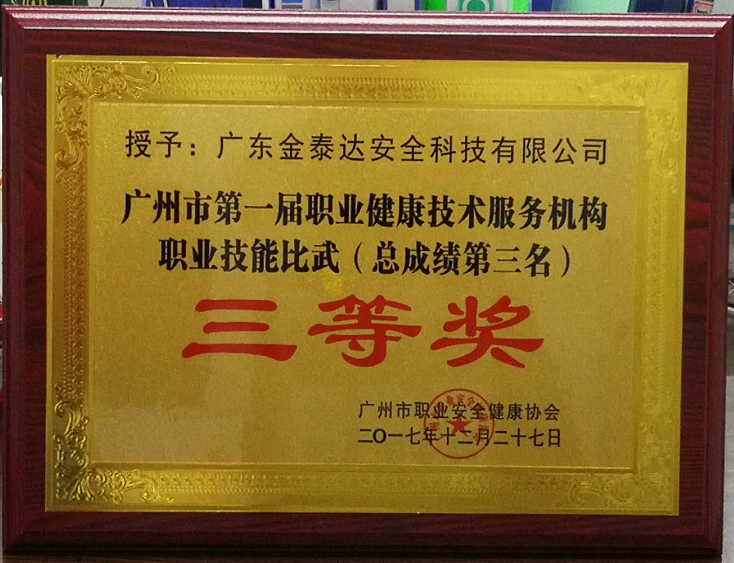 授予：广东金泰达安全科技有限公司
广州市第一届职业健康技术服务机构
职业技能比武（总成绩第三名）
三等奖
广州市职业安全健康协会
二〇一七年十二月二十七日